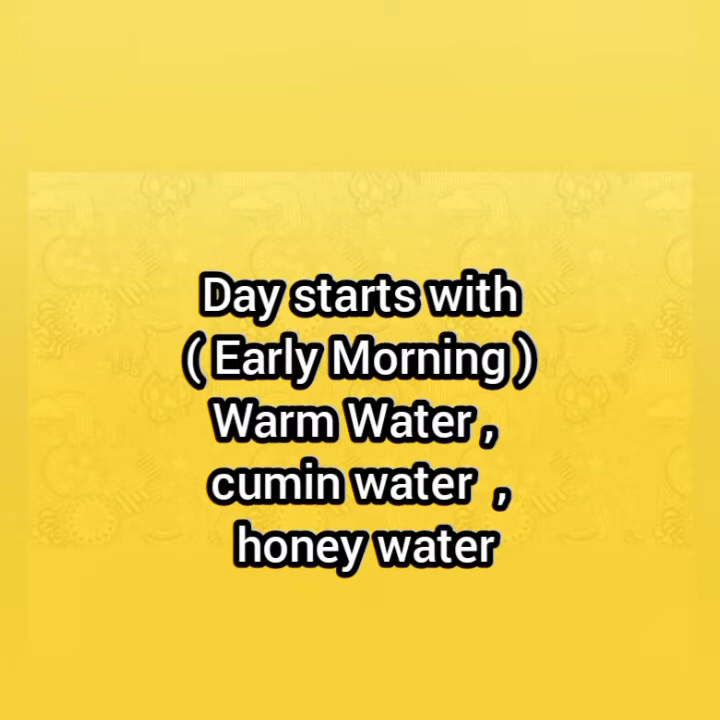 Day starts with
( Early Morning )
Warm Water ,
cumin water ,
honey water